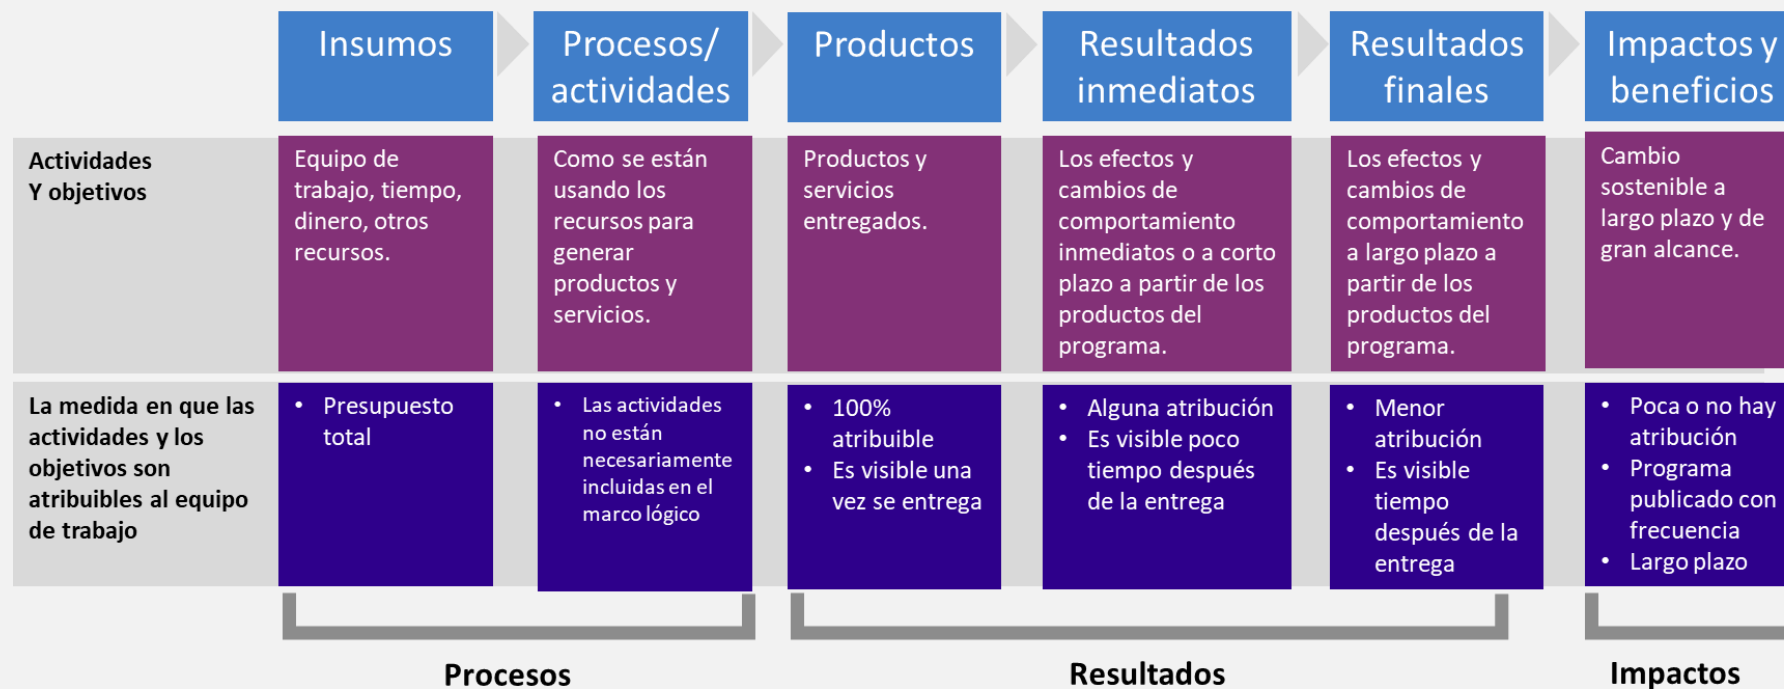 Insumos
Procesos/
actividades
Productos
Resultados
inmediatos
Resultados
finales
Impactos y
beneficios
Actividades
Y objetivos
Equipo de
trabajo, tiempo,
dinero, otros
recursos.
Como se están
usando los
recursos para
generar
productos y
servicios.
Productos y
servicios
entregados.
Los efectos y
cambios de
comportamiento
inmediatos o a corto
plazo a partir de los
productos del
programa.
Los efectos y
cambios de
comportamiento
a largo plazo a
partir de los
productos del
programa.
Cambio
sostenible a
largo plazo y de
gran alcance.
La medida en que las
actividades y los
objetivos son
atribuibles al equipo
de trabajo
• Presupuesto
total
• Las actividades
no están
necesariamente
incluidas en el
marco lógico
• 100%
atribuible
• Es visible una
vez se entrega
• Alguna atribución
• Es visible poco
tiempo después
de la entrega
• Menor
atribución
• Es visible
tiempo
después de la
entrega
• Poca o no hay
atribución
• Programa
publicado con
frecuencia
• Largo plazo
Procesos
Resultados
Impactos